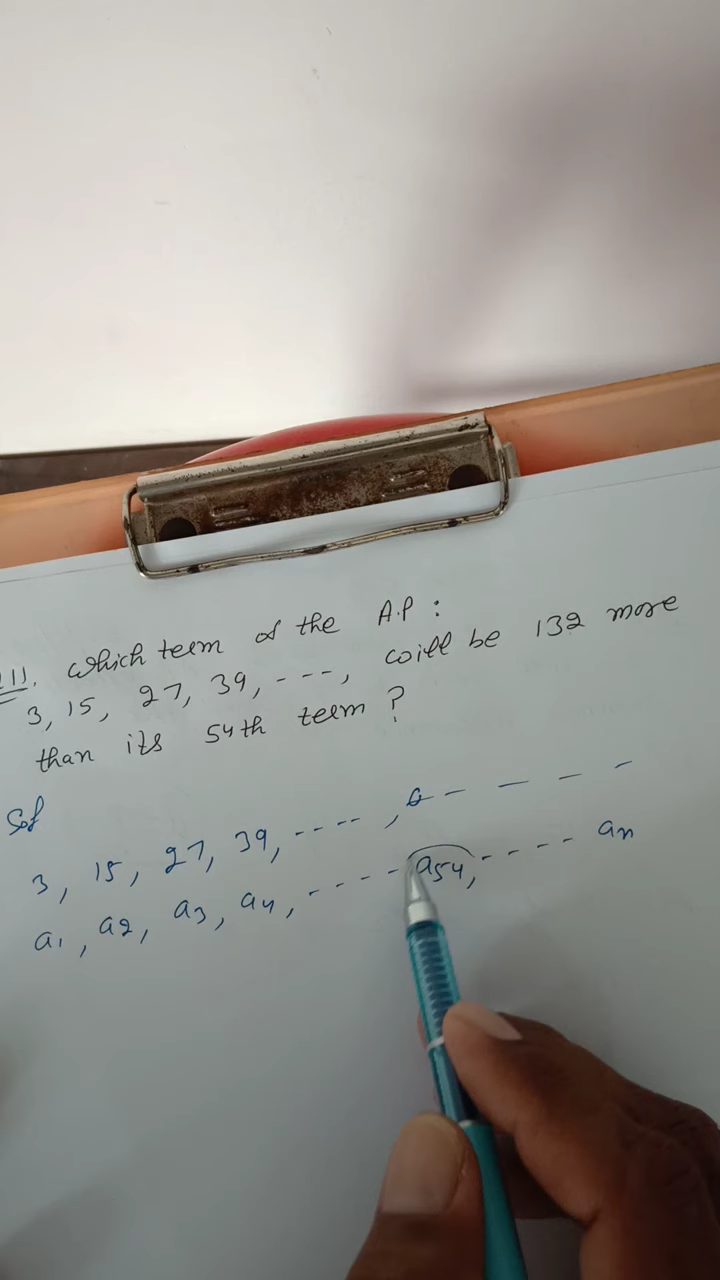 Q11. Which term of the A.P :
3, 15, 27, 39, ----, will be 132 more
than its 54th term ?
Sol
3, 15, 27, 39, ----, a - - - -
a1, a2, a3, a4, ---- a54, ---- an